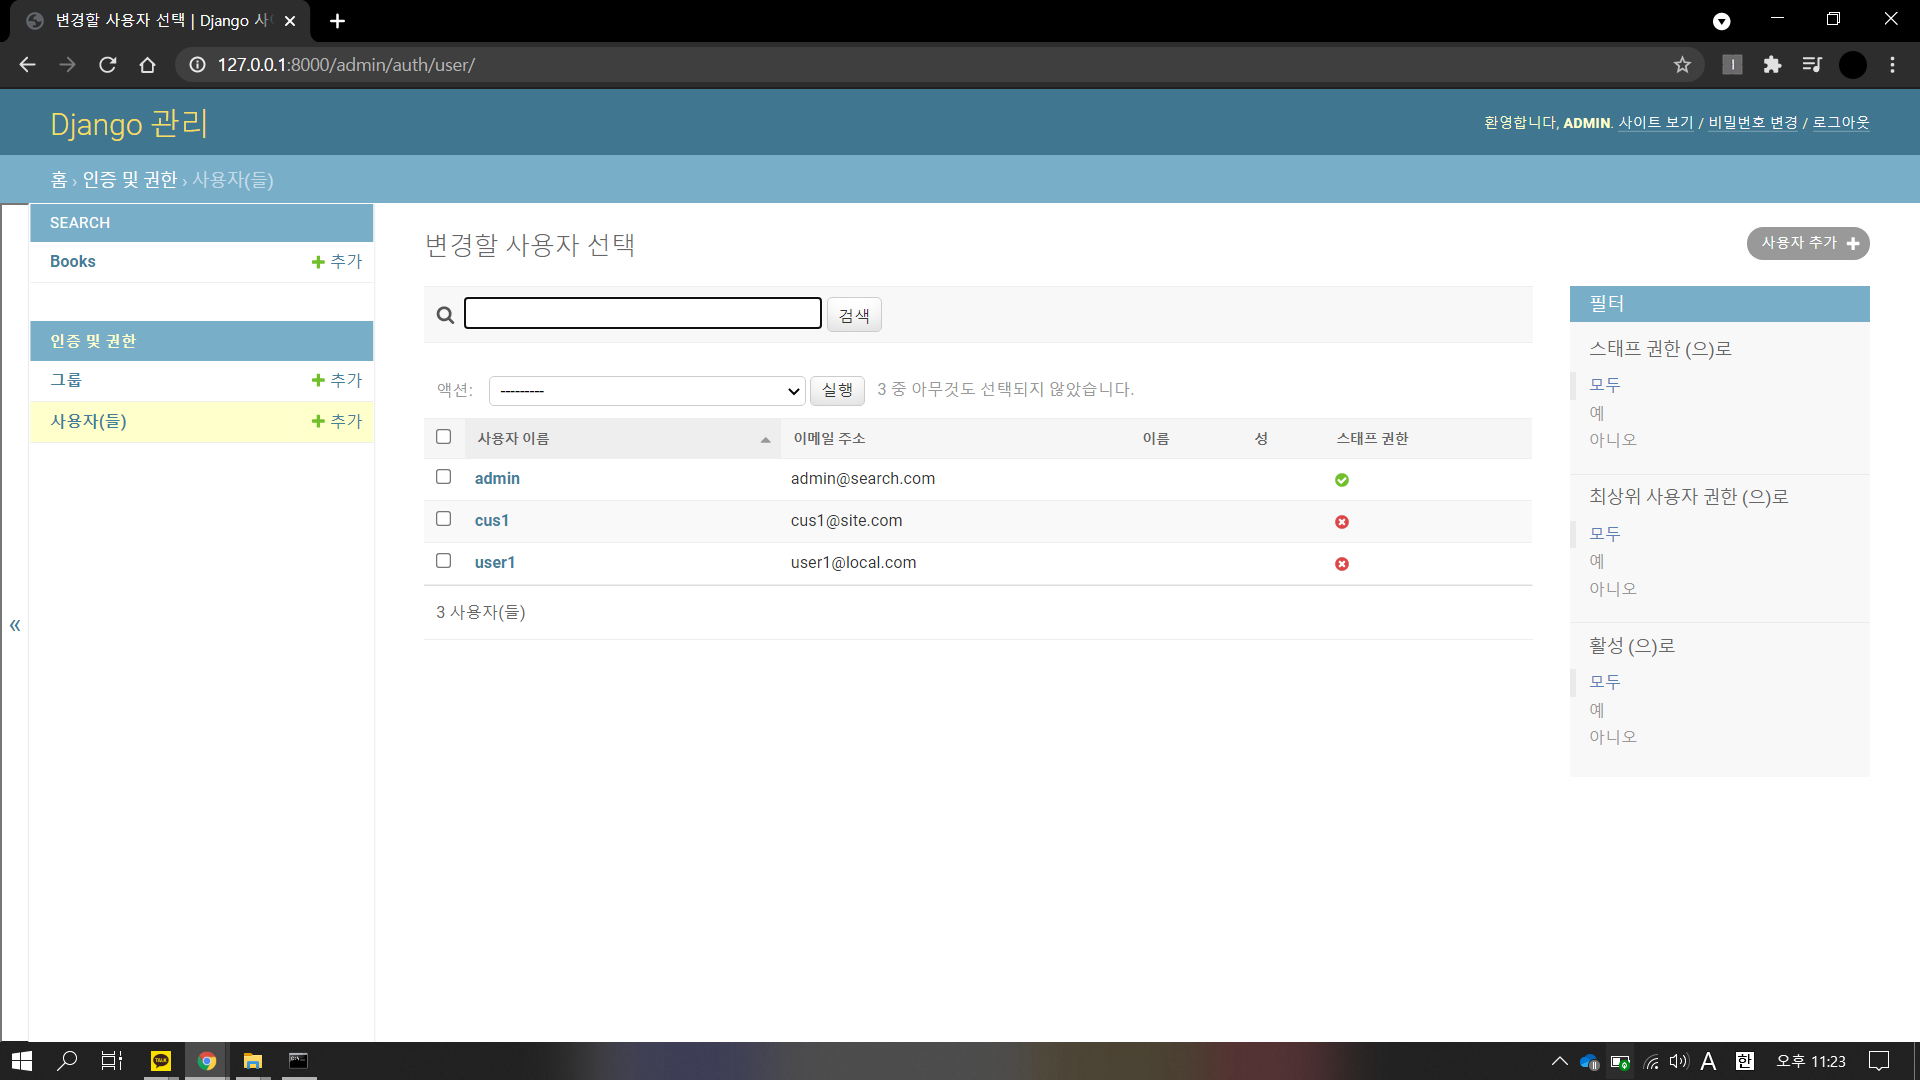 변경할 사용자 선택 | Django 사
127.0.0.1:8000/admin/auth/user/
Django 관리
환영합니다, ADMIN. 사이트 보기 / 비밀번호 변경 / 로그아웃
홈 › 인증 및 권한 › 사용자(들)
SEARCH
Books
추가
인증 및 권한
그룹
추가
사용자(들)
추가
«
변경할 사용자 선택
사용자 추가
검색
액션: --------- 실행 3 중 아무것도 선택되지 않았습니다.
사용자 이름 이메일 주소 이름 성 스태프 권한
admin admin@search.com
cus1 cus1@site.com
user1 user1@local.com
3 사용자(들)
필터
스태프 권한 (으)로
모두
예
아니오
최상위 사용자 권한 (으)로
모두
예
아니오
활성 (으)로
모두
예
아니오
TALK
A 한 오후 11:23